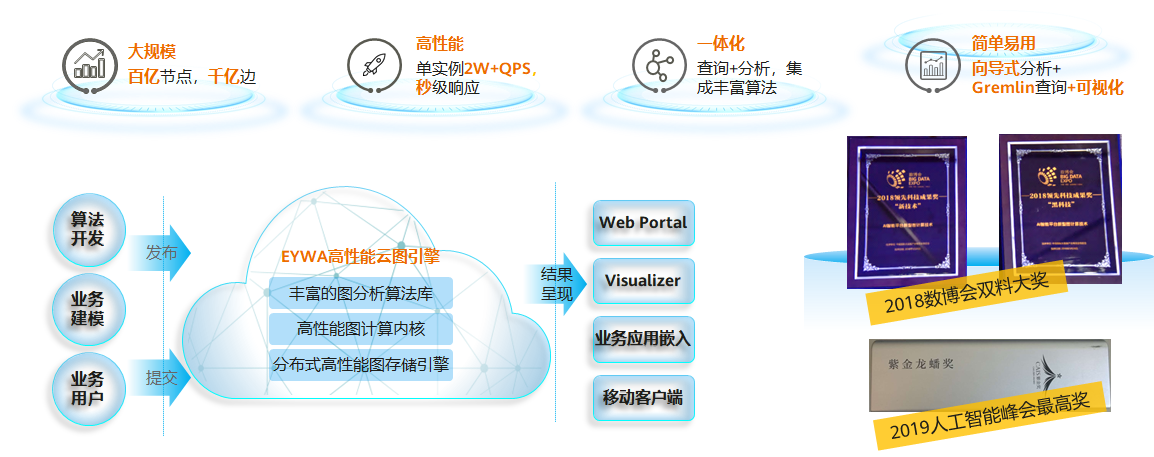 大规模
百亿节点，千亿边
高性能
单实例2W+QPS，
秒级响应
一体化
查询+分析，集
成丰富算法
简单易用
向导式分析+
Gremlin查询+可视化
算法
开发
业务
建模
业务
用户
发布
提交
EYWA高性能云图引擎
丰富的图分析算法库
高性能图计算内核
分布式高性能图存储引擎
结果
呈现
Web Portal
Visualizer
业务应用嵌入
移动客户端
BIG DATA
EXPO
2018领先科技成果奖
“新技术”
BIG DATA
EXPO
2018领先科技成果奖
“黑科技”
2018数博会双料大奖
紫金龙蟠奖
2019人工智能峰会最高奖